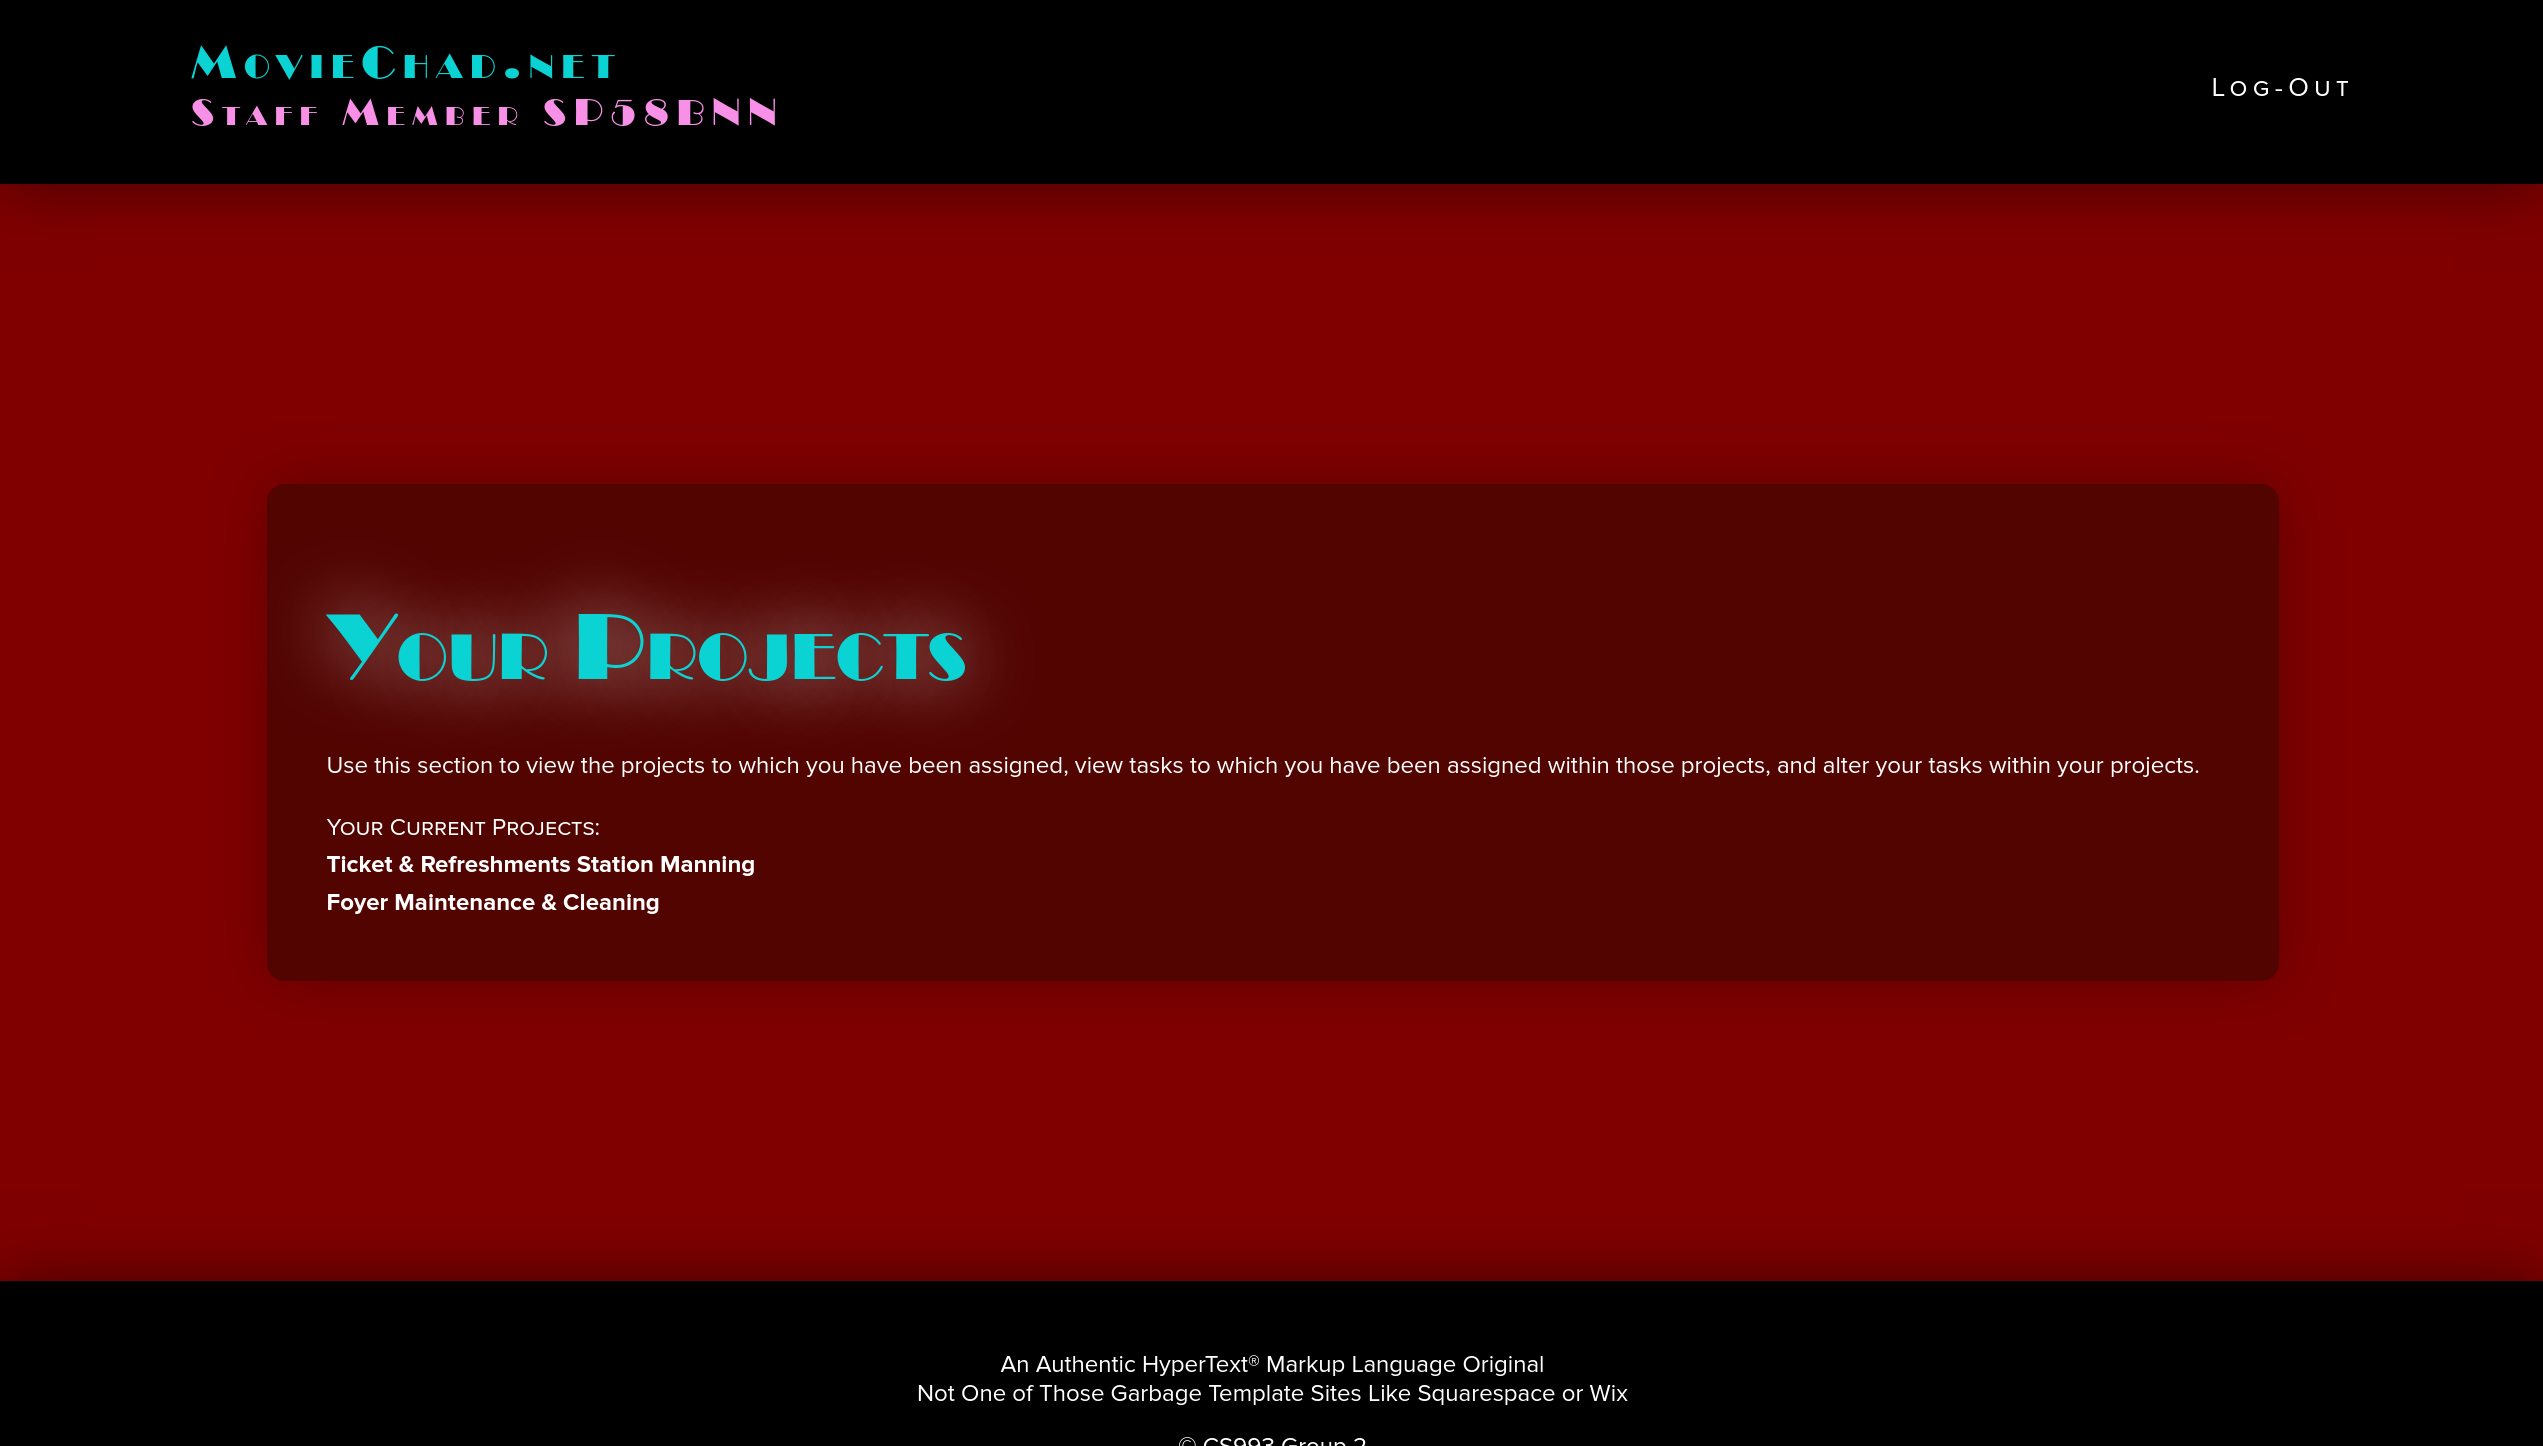 MovieChad.net
Staff Member SP58BNN
Log-Out
Your Projects
Use this section to view the projects to which you have been assigned, view tasks to which you have been assigned within those projects, and alter your tasks within your projects.
Your Current Projects:
Ticket & Refreshments Station Manning
Foyer Maintenance & Cleaning
An Authentic HyperText® Markup Language Original
Not One of Those Garbage Template Sites Like Squarespace or Wix
© CS993 Group 2